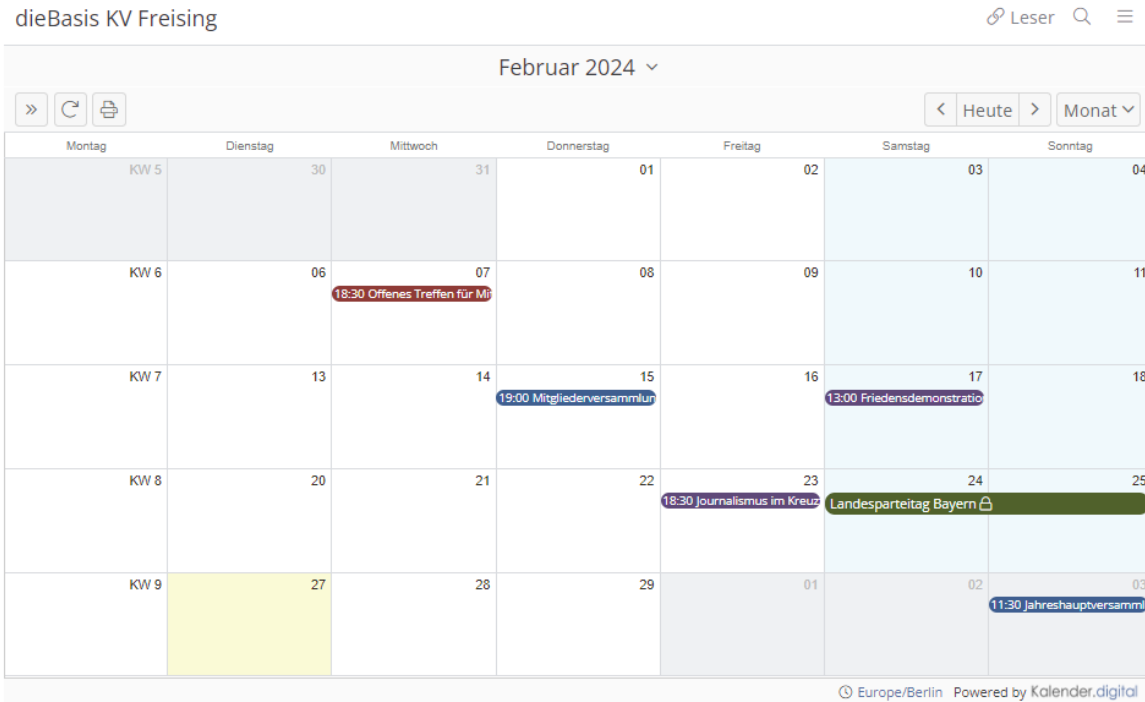 dieBasis KV Freising
Leser
Februar 2024
Heute
Monat
Montag Dienstag Mittwoch Donnerstag Freitag Samstag Sonntag
KW 5 30 31 01 02 03 04
KW 6 06 07 08 09 10 11
18:30 Offenes Treffen für Mi
KW 7 13 14 15 16 17 18
19:00 Mitgliederversammlun 13:00 Friedensdemonstratio
KW 8 20 21 22 23 24 25
18:30 Journalismus im Kreuz Landesparteitag Bayern
KW 9 27 28 29 01 02 03
11:30 Jahreshauptversamml
Europe/Berlin Powered by Kalender.digital